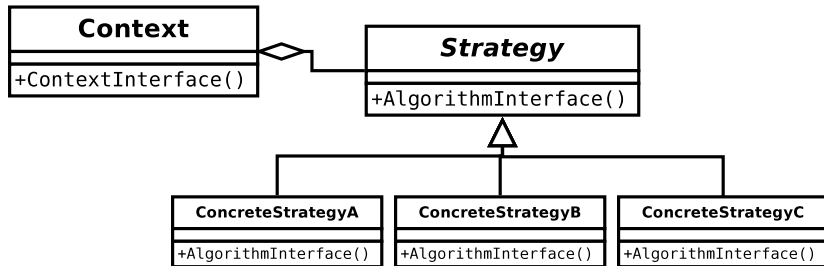 Context
+ContextInterface()
Strategy
+AlgorithmInterface()
ConcreteStrategyA
+AlgorithmInterface()
ConcreteStrategyB
+AlgorithmInterface()
ConcreteStrategyC
+AlgorithmInterface()